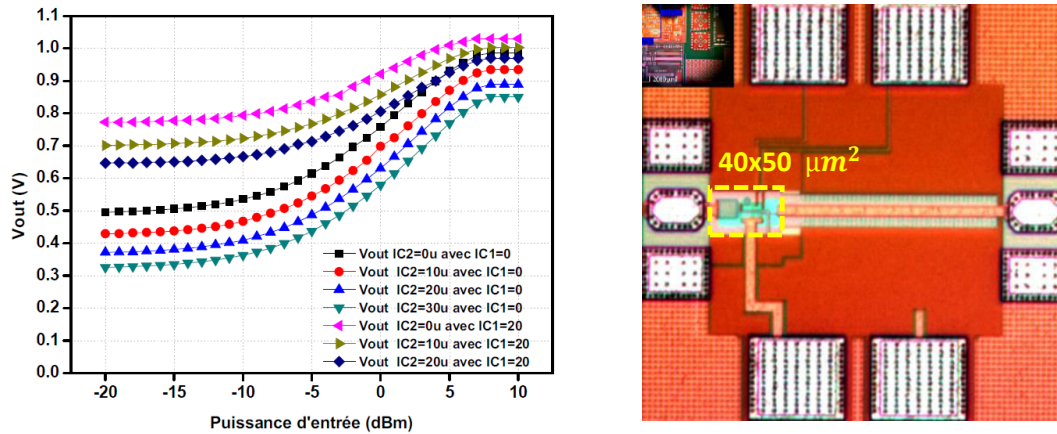 1.1
1.0
0.9
0.8
0.7
0.6
0.5
0.4
0.3
0.2
0.1
0.0
Vout (V)
Vout IC2=0u avec IC1=0
Vout IC2=10u avec IC1=0
Vout IC2=20u avec IC1=0
Vout IC2=30u avec IC1=0
Vout IC2=0u avec IC1=20
Vout IC2=10u avec IC1=20
Vout IC2=20u avec IC1=20
-20 -15 -10 -5 0 5 10
Puissance d'entrée (dBm)
40x50 μm²